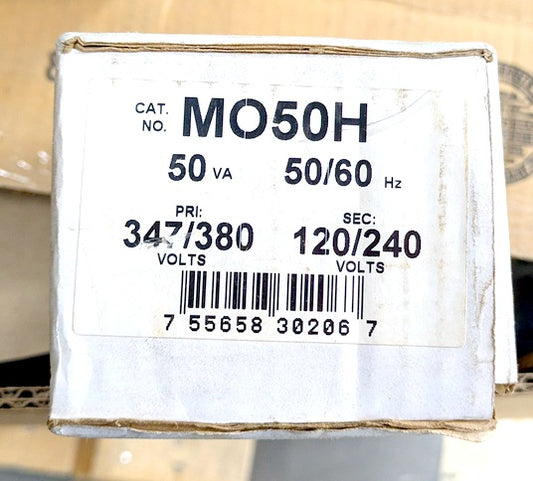 CAT. NO. MO50H
50 VA 50/60 Hz
PRI: SEC:
347/380 120/240
VOLTS VOLTS
7 55658 30206 7